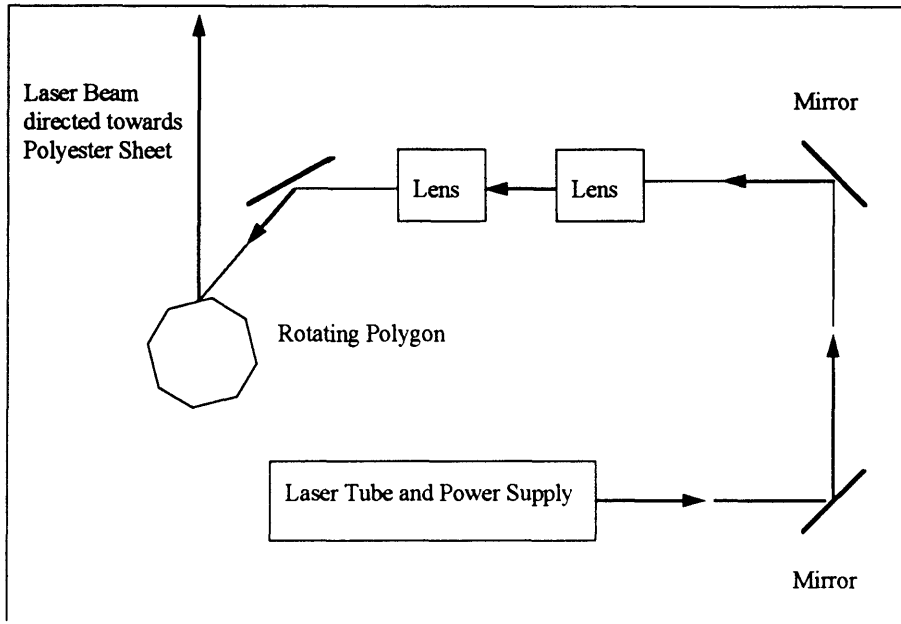 Laser Beam
directed towards
Polyester Sheet
Mirror
Lens
Lens
Rotating Polygon
Laser Tube and Power Supply
Mirror